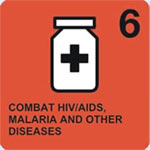 6
COMBAT HIV/AIDS,
MALARIA AND OTHER
DISEASES